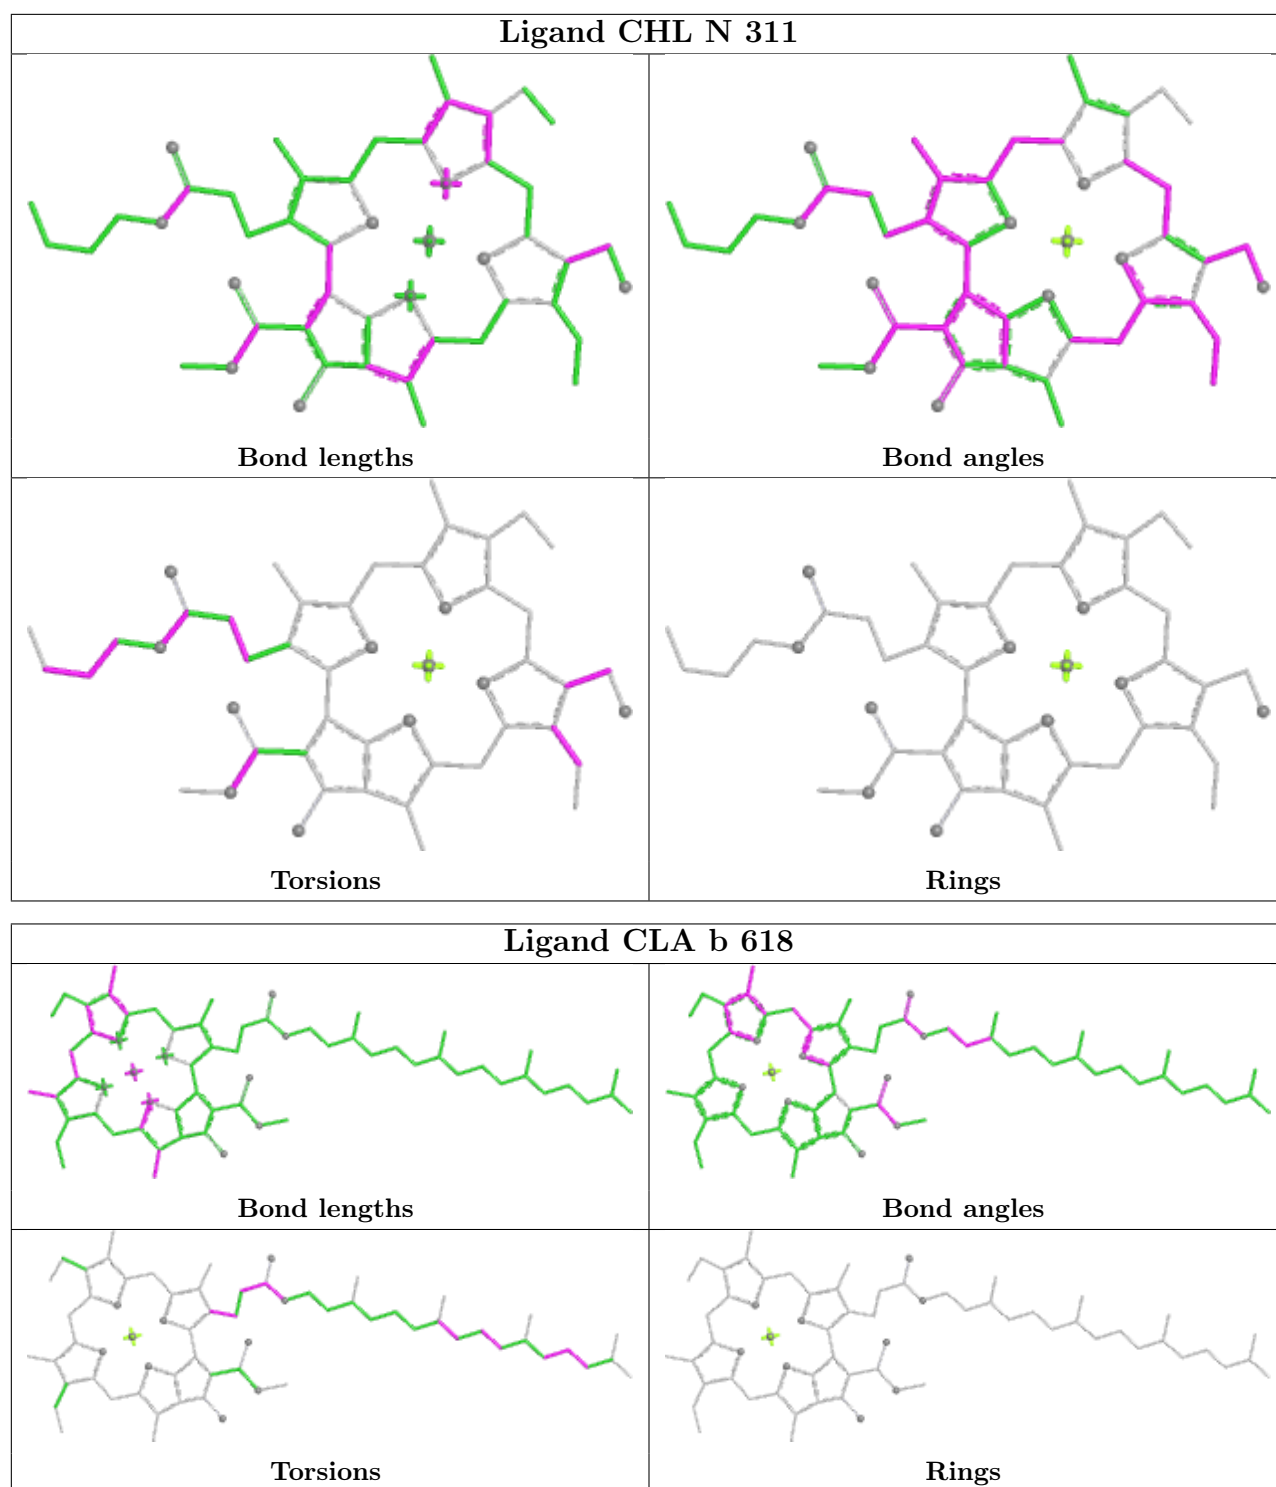 Ligand CHL N 311
Bond lengths
Bond angles
Torsions
Rings
Ligand CLA b 618
Bond lengths
Bond angles
Torsions
Rings